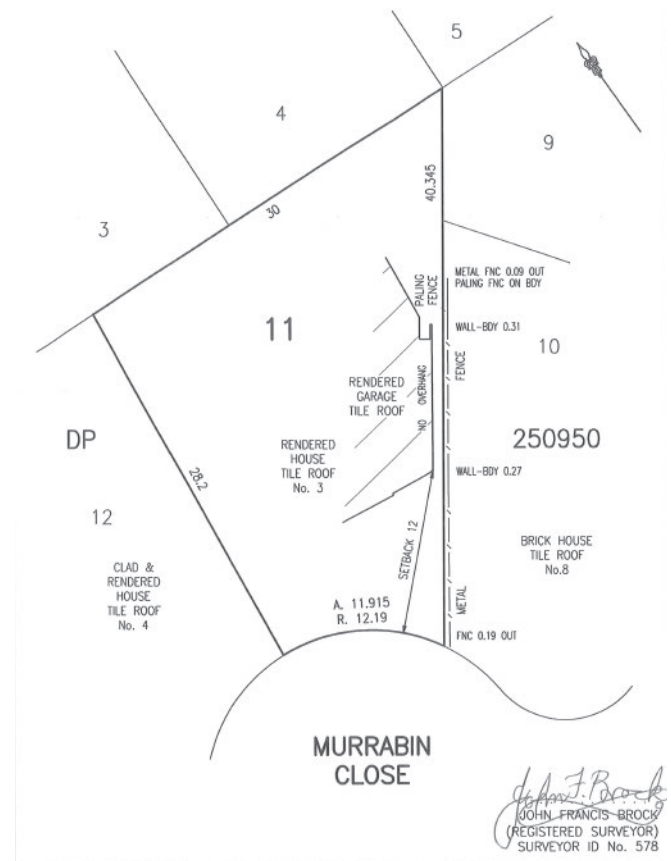 5
4
9
40.345
30
3
METAL FNC 0.09 OUT
PALING FNC ON BDY
PALING
FENCE
11
WALL-BDY 0.31
10
FENCE
RENDERED
GARAGE
TILE ROOF
NO OVERHANG
DP
250950
RENDERED
HOUSE
TILE ROOF
No. 3
28.2
WALL-BDY 0.27
12
SETBACK 12
BRICK HOUSE
TILE ROOF
No.8
CLAD &
RENDERED
HOUSE
TILE ROOF
No. 4
A. 11.915
R. 12.19
METAL
FNC 0.19 OUT
MURRABIN
CLOSE
John F. Brock
JOHN FRANCIS BROCK
(REGISTERED SURVEYOR)
SURVEYOR ID No. 578